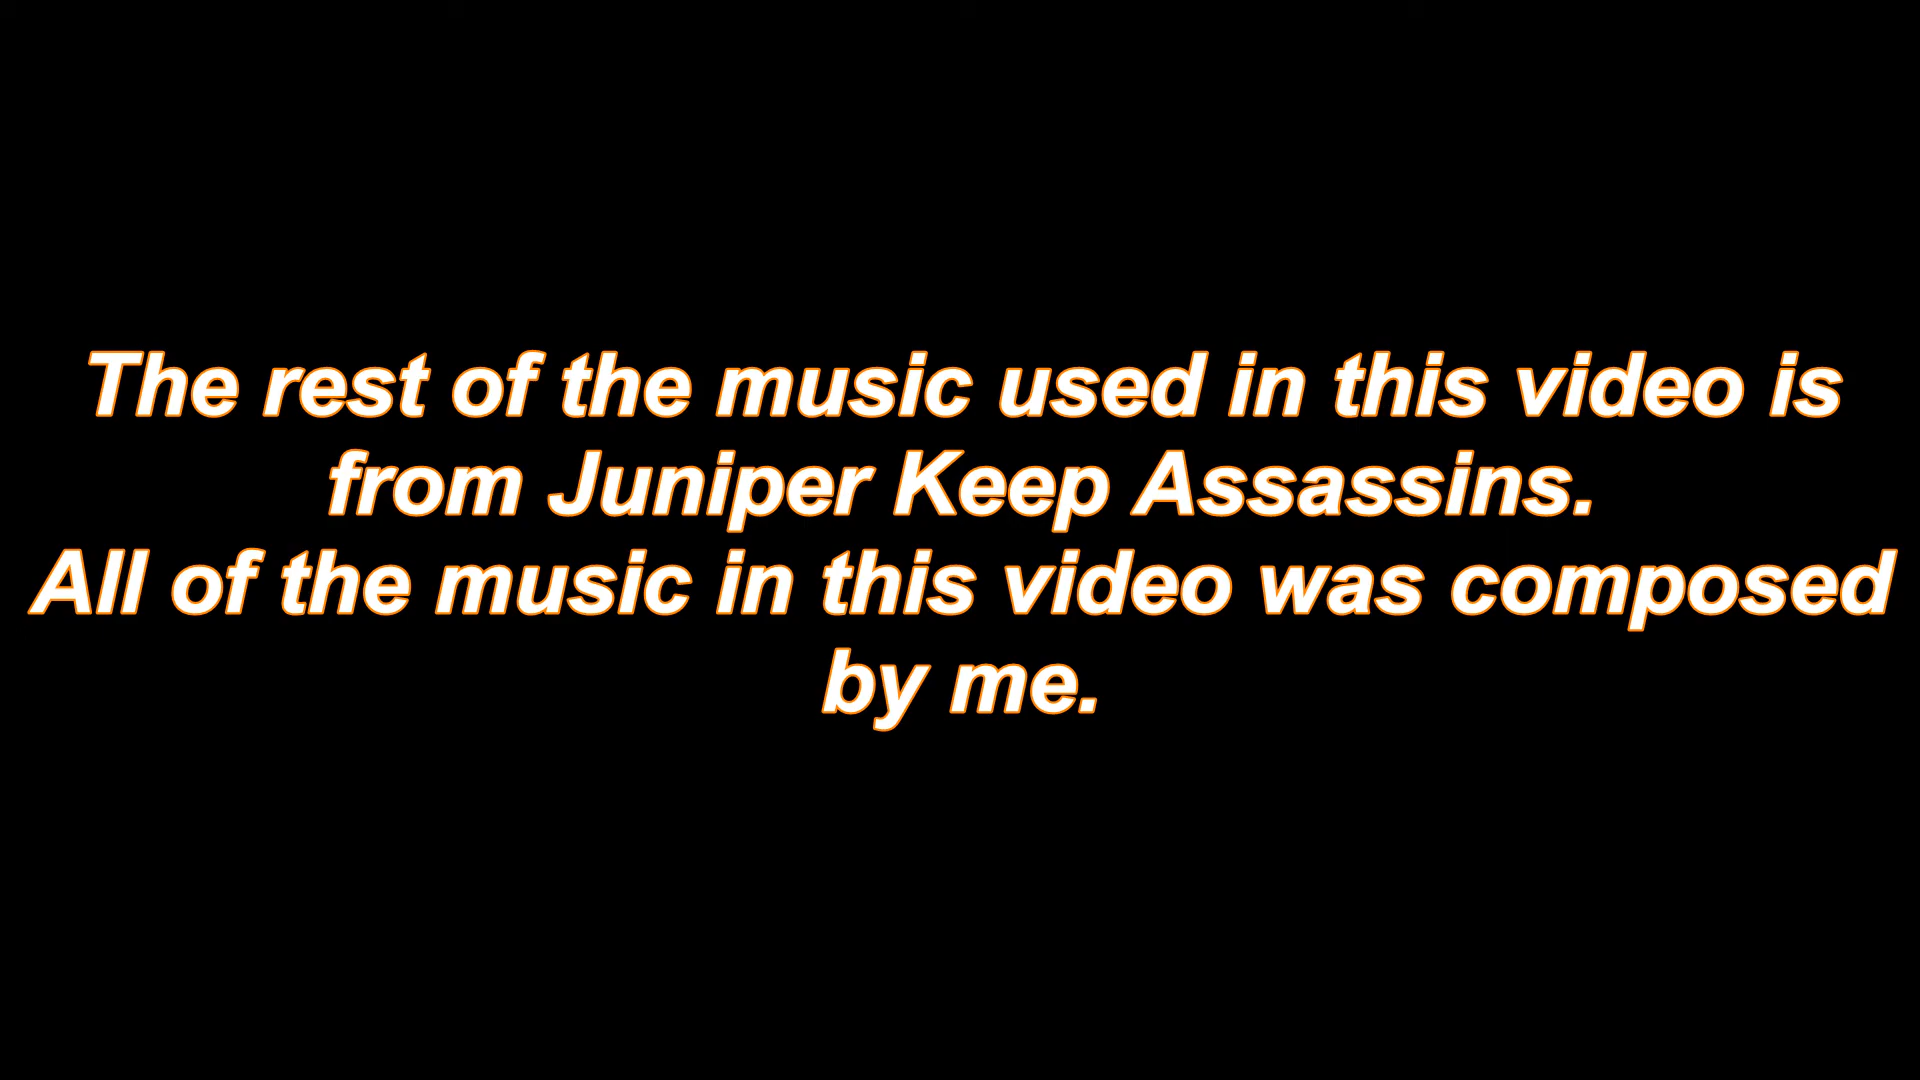 The rest of the music used in this video is
from Juniper Keep Assassins.
All of the music in this video was composed
by me.